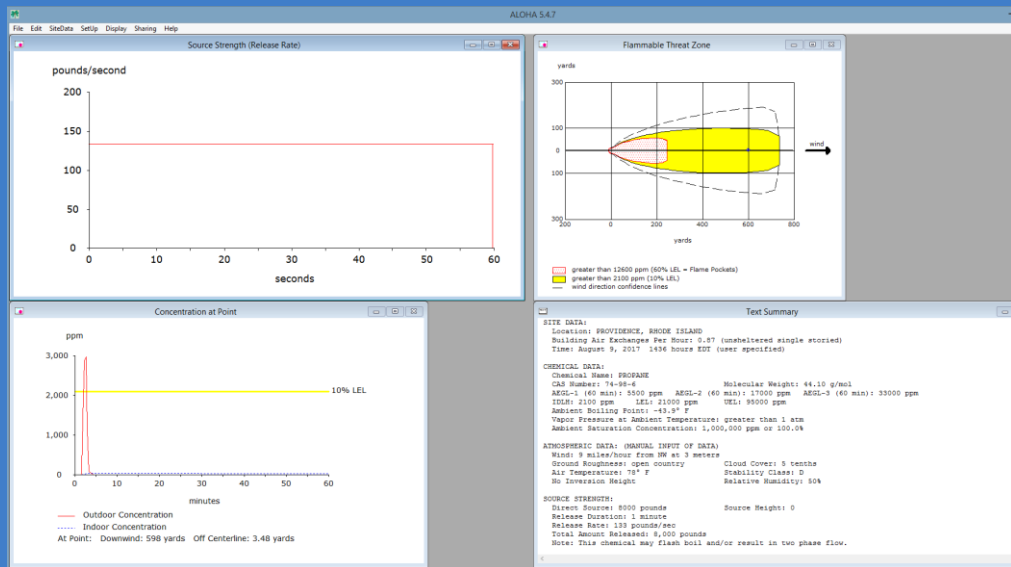 ALOHA 5.4.7
File Edit SiteData SetUp Display Sharing Help
Source Strength (Release Rate)
pounds/second
200
150
100
50
0
0 10 20 30 40 50 60
seconds
Flammable Threat Zone
yards
300
100
0
100
300
200 0 200 400 600 800
yards
wind
greater than 12600 ppm (60% LEL = Flame Pockets)
greater than 2100 ppm (10% LEL)
wind direction confidence lines
Concentration at Point
ppm
3,000
2,000
1,000
0
10% LEL
0 10 20 30 40 50 60
minutes
Outdoor Concentration
Indoor Concentration
At Point: Downwind: 598 yards Off Centerline: 3.48 yards
Text Summary
SITE DATA:
Location: PROVIDENCE, RHODE ISLAND
Building Air Exchanges Per Hour: 0.87 (unsheltered single storied)
Time: August 9, 2017 1436 hours EDT (user specified)
CHEMICAL DATA:
Chemical Name: PROPANE
CAS Number: 74-98-6 Molecular Weight: 44.10 g/mol
AEGL-1 (60 min): 5500 ppm AEGL-2 (60 min): 17000 ppm AEGL-3 (60 min): 33000 ppm
IDLH: 2100 ppm LEL: 21000 ppm UEL: 95000 ppm
Ambient Boiling Point: -43.9° F
Vapor Pressure at Ambient Temperature: greater than 1 atm
Ambient Saturation Concentration: 1,000,000 ppm or 100.0%
ATMOSPHERIC DATA: (MANUAL INPUT OF DATA)
Wind: 9 miles/hour from NW at 3 meters
Ground Roughness: open country Cloud Cover: 5 tenths
Air Temperature: 78° F Stability Class: D
No Inversion Height Relative Humidity: 50%
SOURCE STRENGTH:
Direct Source: 8000 pounds Source Height: 0
Release Duration: 1 minute
Release Rate: 133 pounds/sec
Total Amount Released: 8,000 pounds
Note: This chemical may flash boil and/or result in two phase flow.